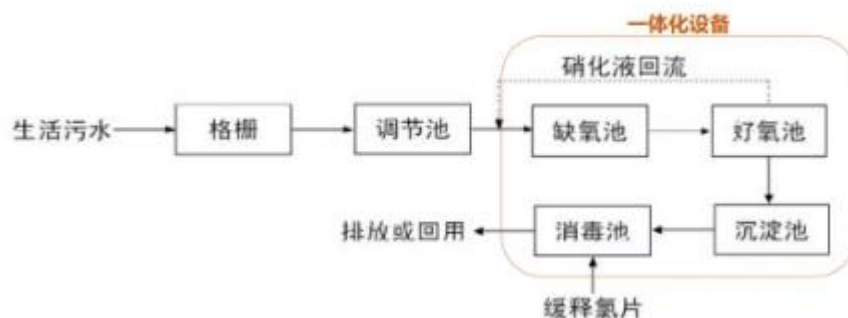 一体化设备
硝化液回流
生活污水
格栅
调节池
缺氧池
好氧池
排放或回用
消毒池
沉淀池
缓释氯片